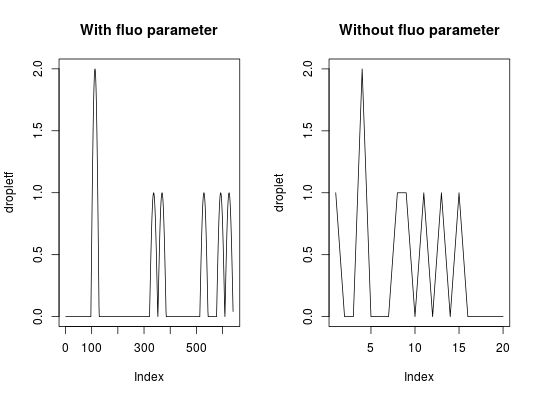 With fluo parameter
dropletf
2.0
1.5
1.0
0.5
0.0
0 100 300 500
Index
Without fluo parameter
droplet
2.0
1.5
1.0
0.5
0.0
5 10 15 20
Index